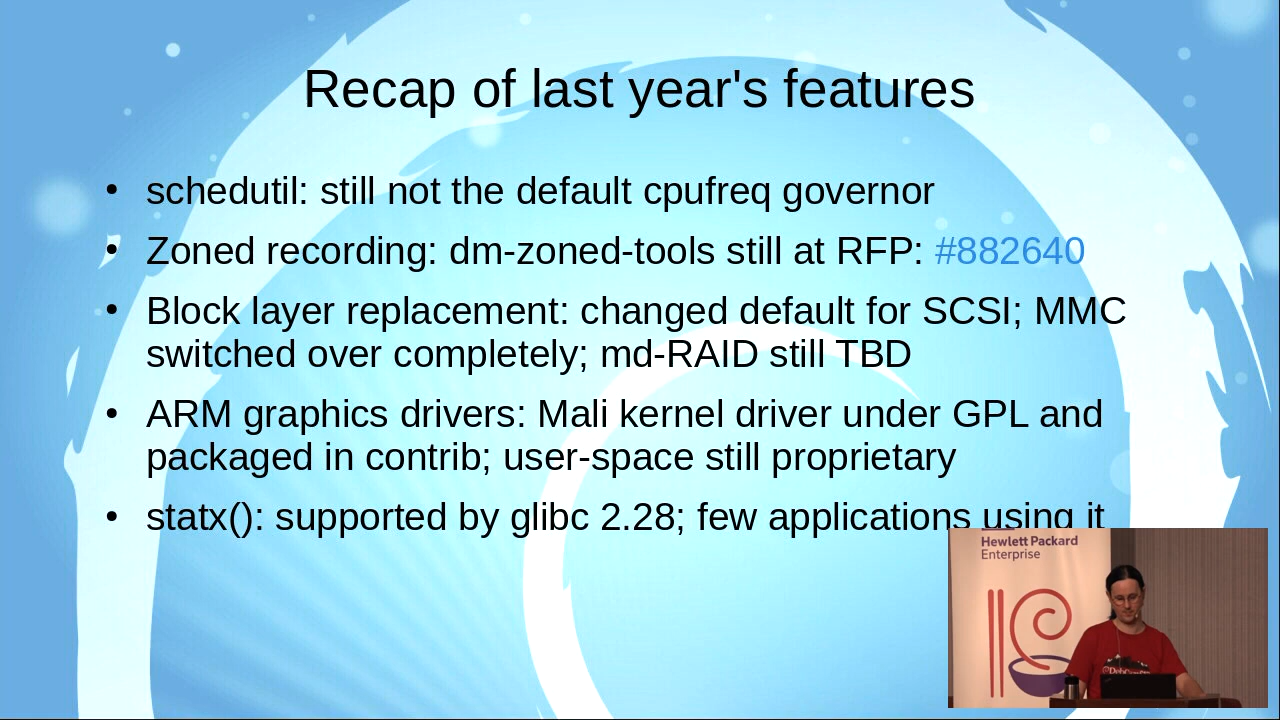 Recap of last year's features
• schedutil: still not the default cpufreq governor
• Zoned recording: dm-zoned-tools still at RFP: #882640
• Block layer replacement: changed default for SCSI; MMC
switched over completely; md-RAID still TBD
• ARM graphics drivers: Mali kernel driver under GPL and
packaged in contrib; user-space still proprietary
• statx(): supported by glibc 2.28; few applications using it
Hewlett Packard
Enterprise